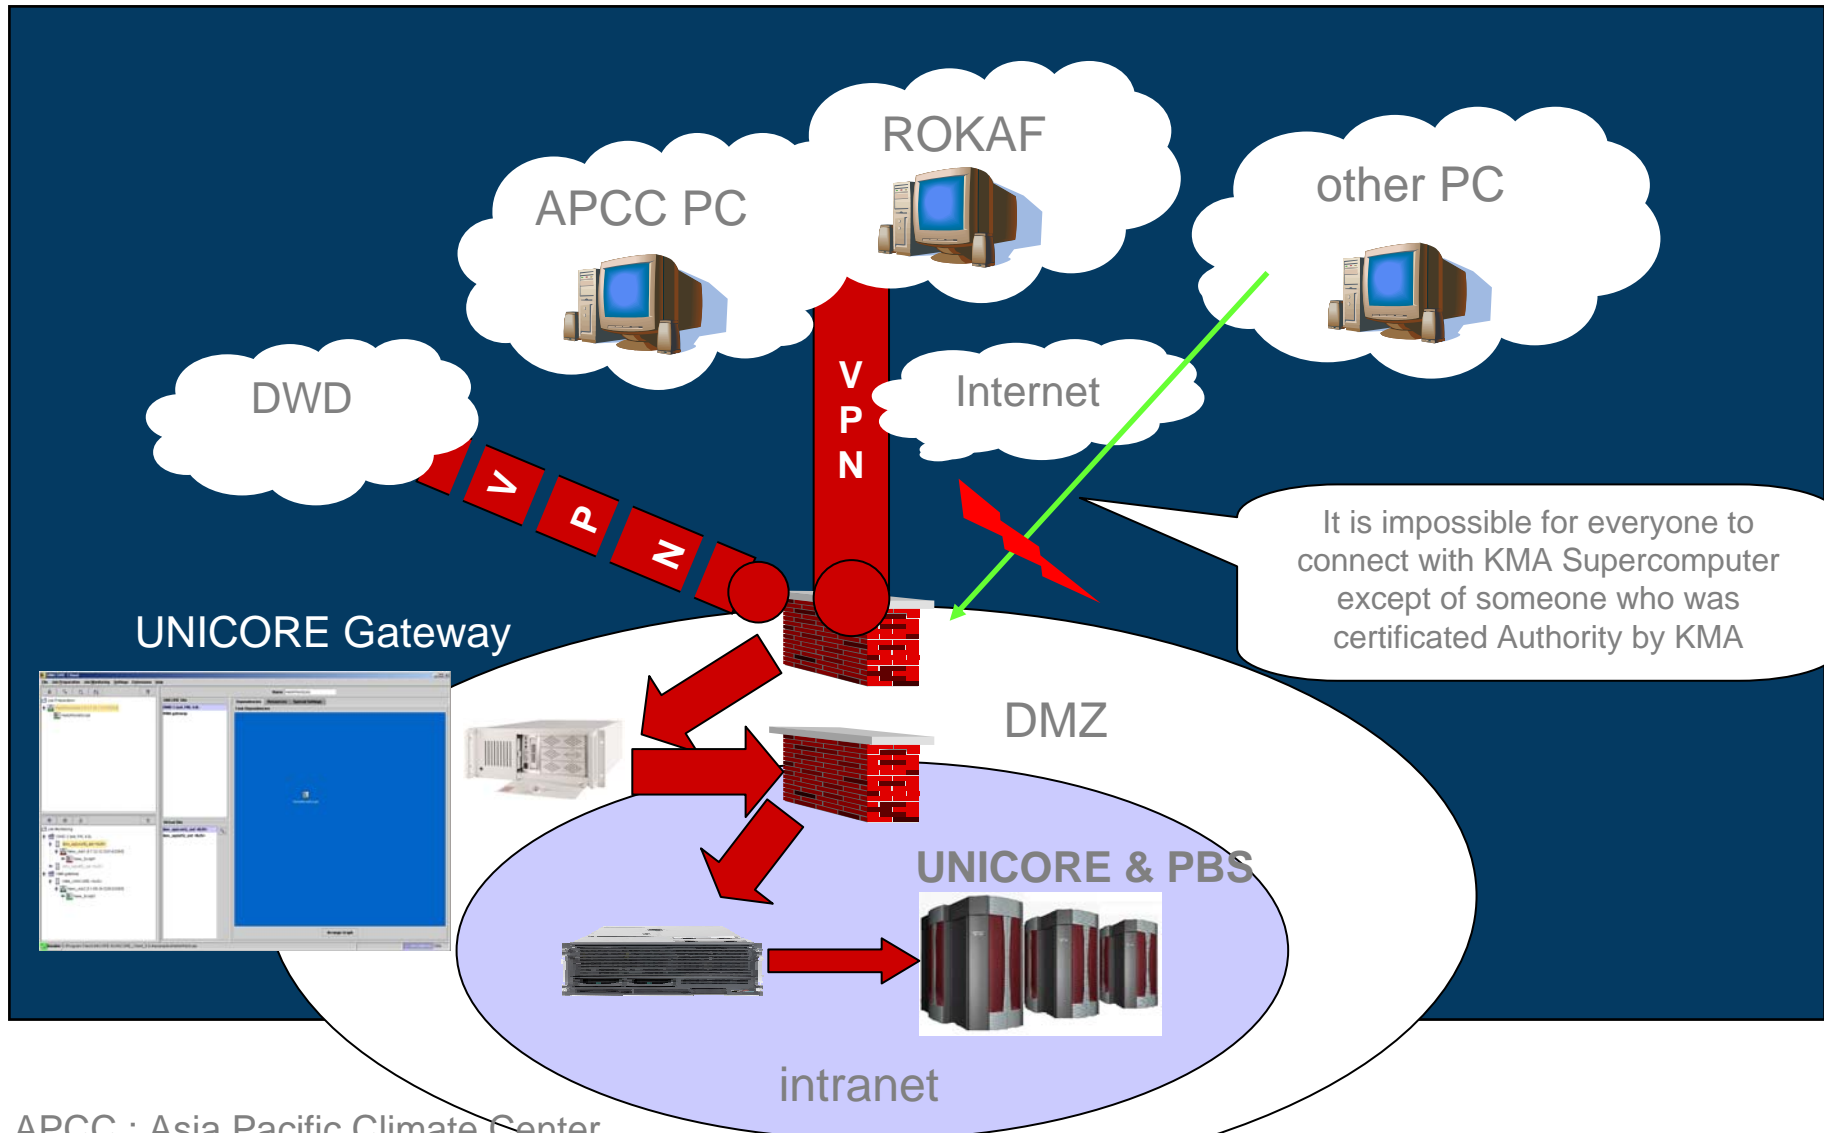 ROKAF
APCC PC
other PC
DWD
Internet
V
P
N
V
P
N
It is impossible for everyone to
connect with KMA Supercomputer
except of someone who was
certificated Authority by KMA
UNICORE Gateway
DMZ
UNICORE & PBS
intranet
APCC : Asia Pacific Climate Center